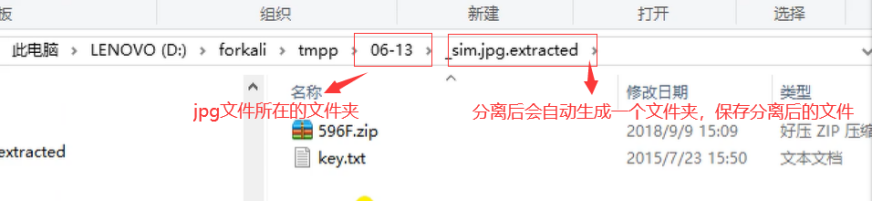 板 组织 新建 打开 选择
此电脑 › LENOVO (D:) › forkali › tmpp › 06-13 › _sim.jpg.extracted ›
名称 修改日期 类型
jpg文件所在的文件夹 分离后会自动生成一个文件夹，保存分离后的文件
596F.zip 2018/9/9 15:09 好压 ZIP 压缩
extracted
key.txt 2015/7/23 15:50 文本文档